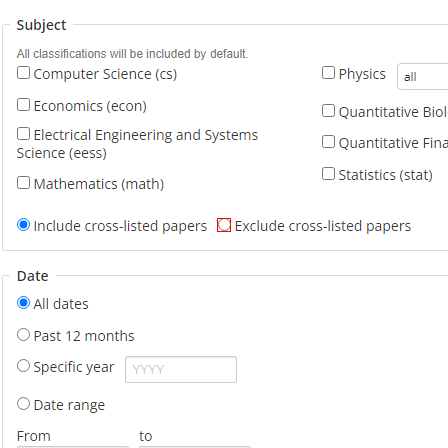 Subject
All classifications will be included by default.
Computer Science (cs)
Physics all
Economics (econ)
Quantitative
Electrical Engineering and Systems
Science (eess)
Quantitative
Statistics (stat)
Mathematics (math)
Include cross-listed papers Exclude cross-listed papers
Date
All dates
Past 12 months
Specific year YYYY
Date range
From to